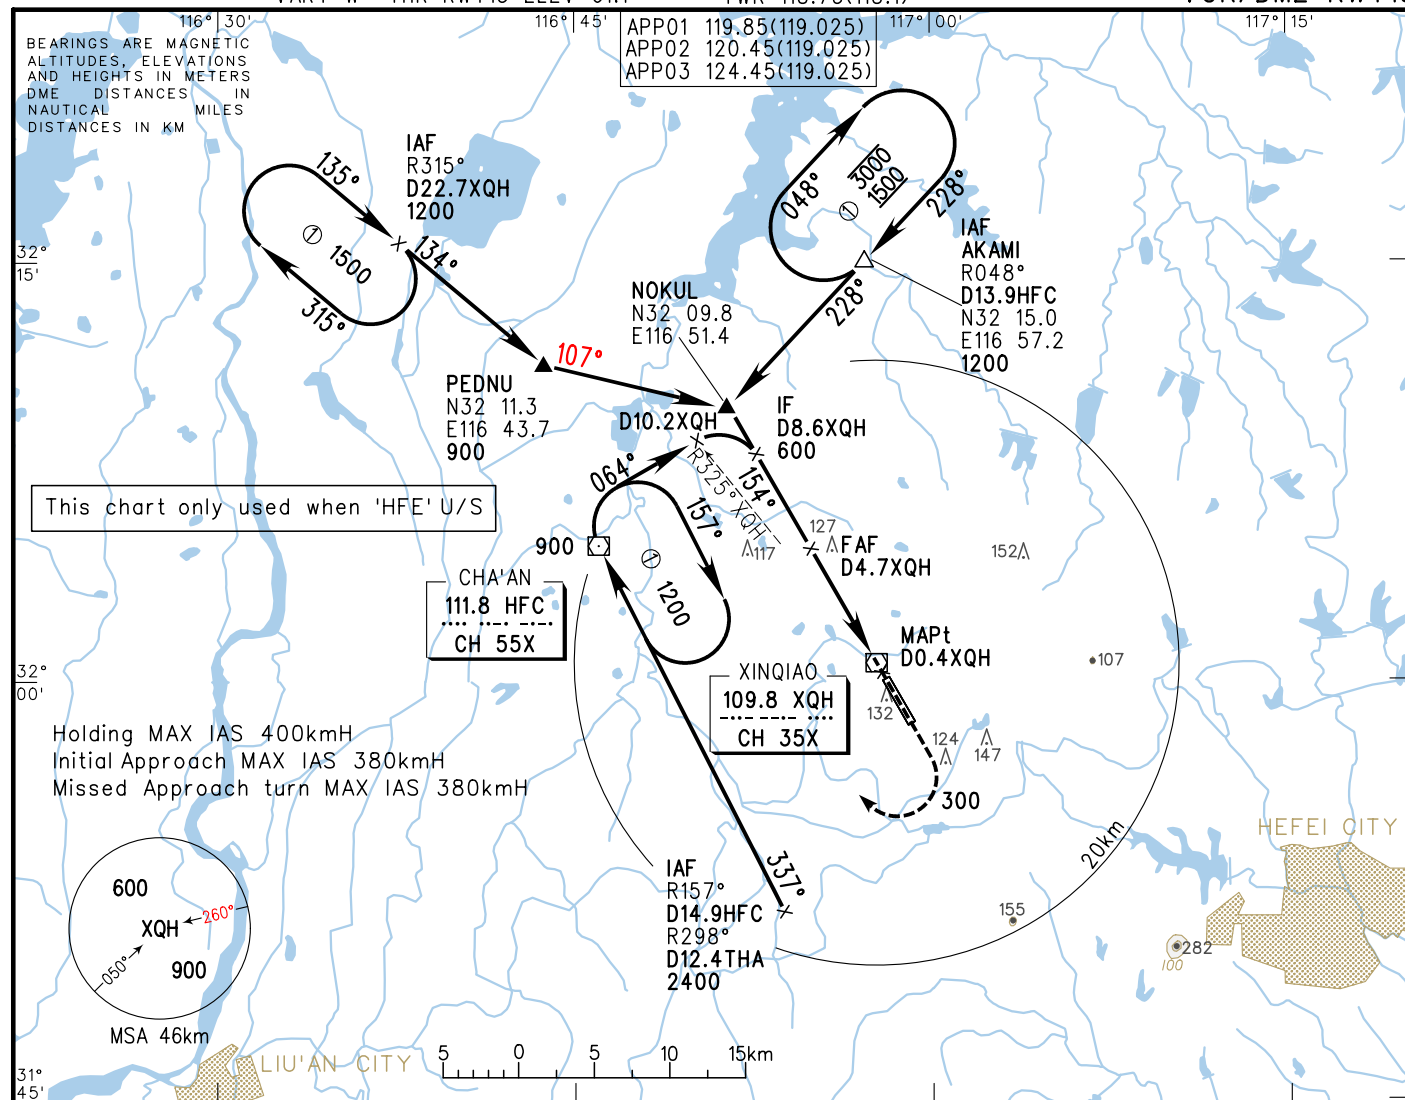 116° 30'
116° 45'
117° 00'
117° 15'
APP01 119.85(119.025)
APP02 120.45(119.025)
APP03 124.45(119.025)
BEARINGS ARE MAGNETIC
ALTITUDES, ELEVATIONS
AND HEIGHTS IN METERS
DME DISTANCES IN
NAUTICAL MILES
DISTANCES IN KM
IAF
R315°
D22.7XQH
1200
135°
① 1500
315°
134°
048°
① 3000
1500
228°
IAF
AKAMI
R048°
D13.9HFC
N32 15.0
E116 57.2
1200
228°
32°
15'
NOKUL
N32 09.8
E116 51.4
107°
PEDNU
N32 11.3
E116 43.7
900
D10.2XQH
IF
D8.6XQH
600
064°
R325°XQH
154°
157°
This chart only used when 'HFE' U/S
900
① 1200
127
117
FAF
D4.7XQH
152
CHA'AN
111.8 HFC
CH 55X
MAPt
D0.4XQH
107
32°
00'
XINQIAO
109.8 XQH
CH 35X
132
124
147
300
Holding MAX IAS 400kmH
Initial Approach MAX IAS 380kmH
Missed Approach turn MAX IAS 380kmH
20km
HEFEI CITY
337°
IAF
R157°
D14.9HFC
R298°
D12.4THA
2400
155
282
100
600
XQH
260°
050°
900
MSA 46km
LIU'AN CITY
5 0 5 10 15km
31°
45'